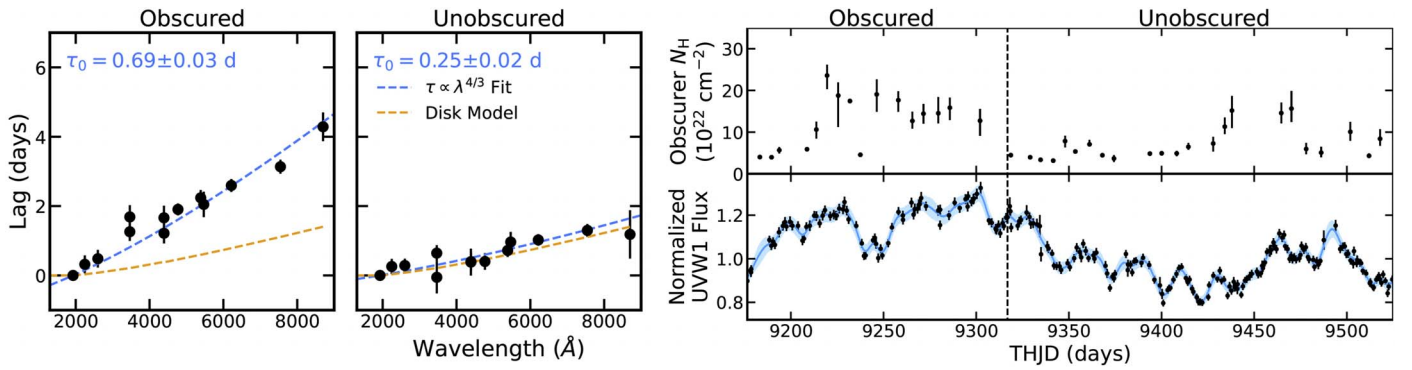 Obscured
Unobscured
τ₀ = 0.69±0.03 d
τ₀ = 0.25±0.02 d
τ ∝ λ^4/3 Fit
Disk Model
Lag (days)
6
4
2
0
2000 4000 6000 8000
2000 4000 6000 8000
Wavelength (Å)
Obscured
Unobscured
Obscurer N_H
(10²² cm⁻²)
30
20
10
0
Normalized
UVW1 Flux
1.2
1.0
0.8
9200 9250 9300 9350 9400 9450 9500
THJD (days)